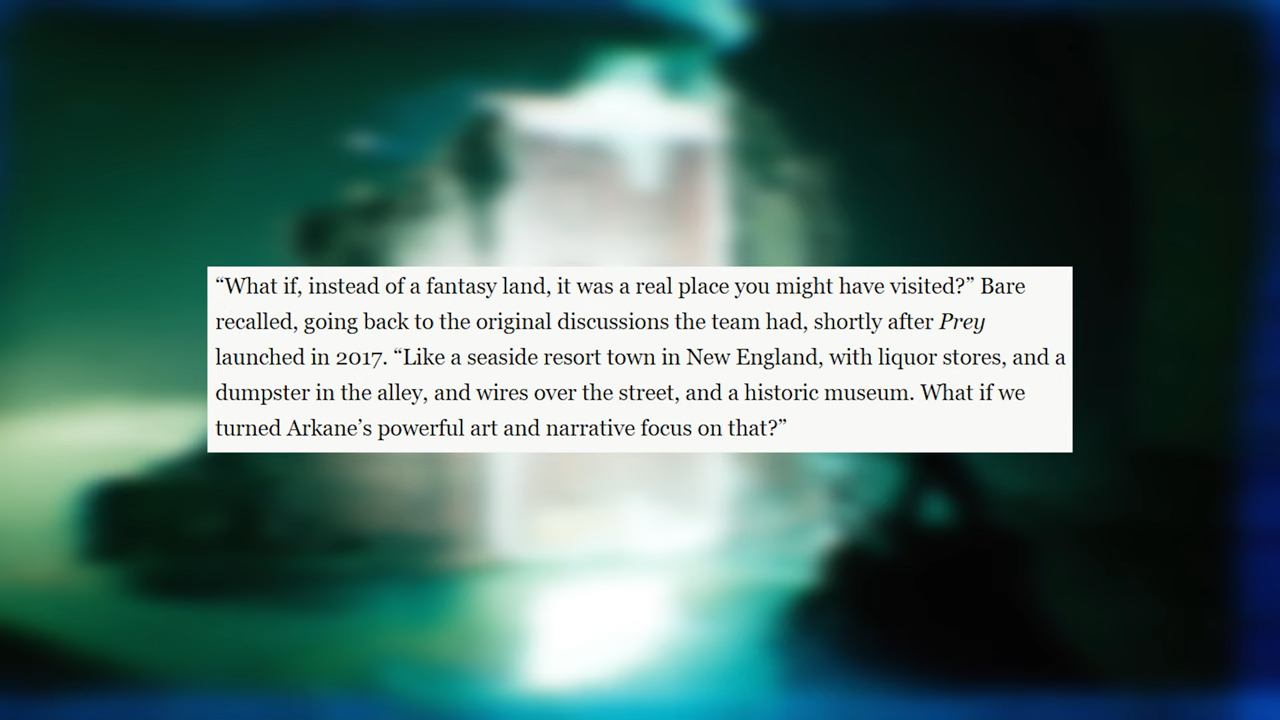 “What if, instead of a fantasy land, it was a real place you might have visited?” Bare
recalled, going back to the original discussions the team had, shortly after Prey
launched in 2017. “Like a seaside resort town in New England, with liquor stores, and a
dumpster in the alley, and wires over the street, and a historic museum. What if we
turned Arkane’s powerful art and narrative focus on that?”